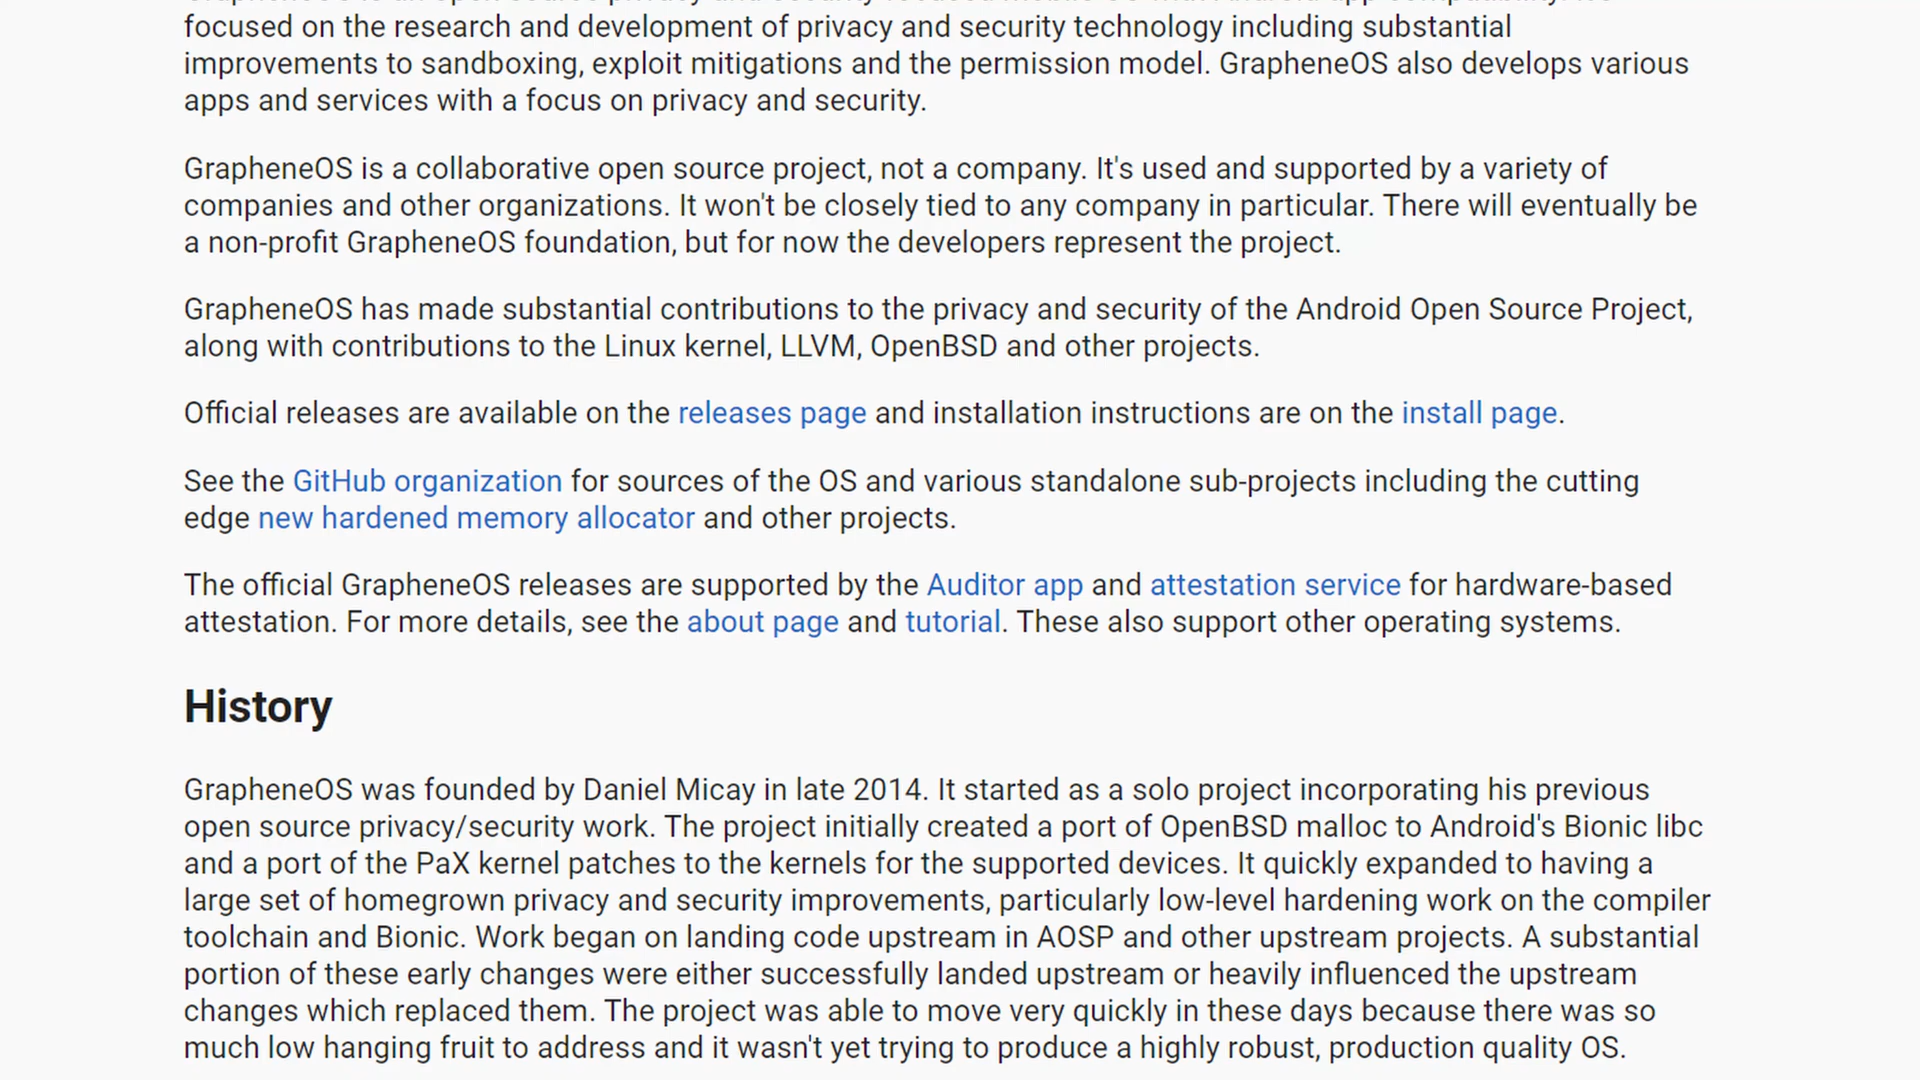 focused on the research and development of privacy and security technology including substantial
improvements to sandboxing, exploit mitigations and the permission model. GrapheneOS also develops various
apps and services with a focus on privacy and security.
GrapheneOS is a collaborative open source project, not a company. It's used and supported by a variety of
companies and other organizations. It won't be closely tied to any company in particular. There will eventually be
a non-profit GrapheneOS foundation, but for now the developers represent the project.
GrapheneOS has made substantial contributions to the privacy and security of the Android Open Source Project,
along with contributions to the Linux kernel, LLVM, OpenBSD and other projects.
Official releases are available on the releases page and installation instructions are on the install page.
See the GitHub organization for sources of the OS and various standalone sub-projects including the cutting
edge new hardened memory allocator and other projects.
The official GrapheneOS releases are supported by the Auditor app and attestation service for hardware-based
attestation. For more details, see the about page and tutorial. These also support other operating systems.
History
GrapheneOS was founded by Daniel Micay in late 2014. It started as a solo project incorporating his previous
open source privacy/security work. The project initially created a port of OpenBSD malloc to Android's Bionic libc
and a port of the PaX kernel patches to the kernels for the supported devices. It quickly expanded to having a
large set of homegrown privacy and security improvements, particularly low-level hardening work on the compiler
toolchain and Bionic. Work began on landing code upstream in AOSP and other upstream projects. A substantial
portion of these early changes were either successfully landed upstream or heavily influenced the upstream
changes which replaced them. The project was able to move very quickly in these days because there was so
much low hanging fruit to address and it wasn't yet trying to produce a highly robust, production quality OS.